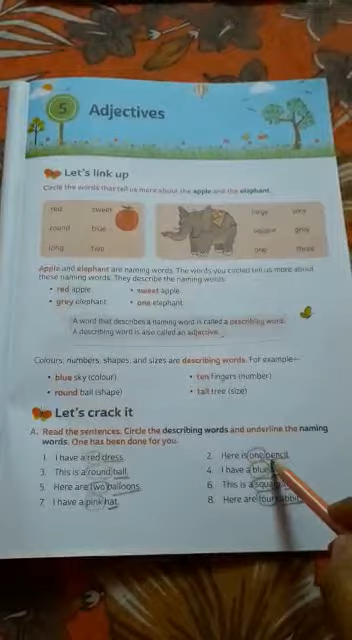 5 Adjectives
Let's link up
Circle the words that tell us more about the apple and the elephant.
red sweet large tiny
round blue square grey
long two one three
Apple and elephant are naming words. The words you circled tell us more about
these naming words. They describe the naming words.
• red apple • sweet apple
• grey elephant • one elephant
A word that describes a naming word is called a describing word.
A describing word is also called an adjective.
Colours, numbers, shapes, and sizes are describing words. For example—
• blue sky (colour) • ten fingers (number)
• round ball (shape) • tall tree (size)
Let's crack it
A. Read the sentences. Circle the describing words and underline the naming
words. One has been done for you.
1. I have a red dress. 2. Here is one pencil.
3. This is a round ball. 4. I have a blue
5. Here are two balloons. 6. This is a
7. I have a pink hat. 8. Here are four